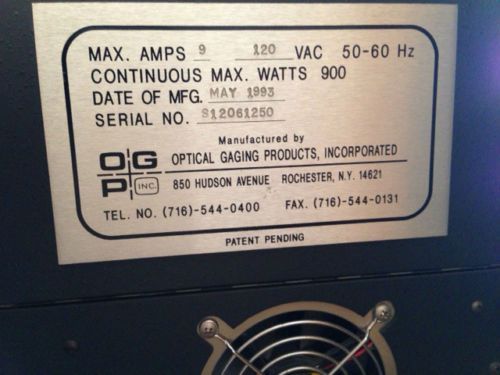 MAX. AMPS 9 120 VAC 50-60 Hz
CONTINUOUS MAX. WATTS 900
DATE OF MFG. MAY 1993
SERIAL NO. S12061250
Manufactured by
OGP INC. OPTICAL GAGING PRODUCTS, INCORPORATED
850 HUDSON AVENUE ROCHESTER, N.Y. 14621
TEL. NO. (716)-544-0400 FAX. (716)-544-0131
PATENT PENDING